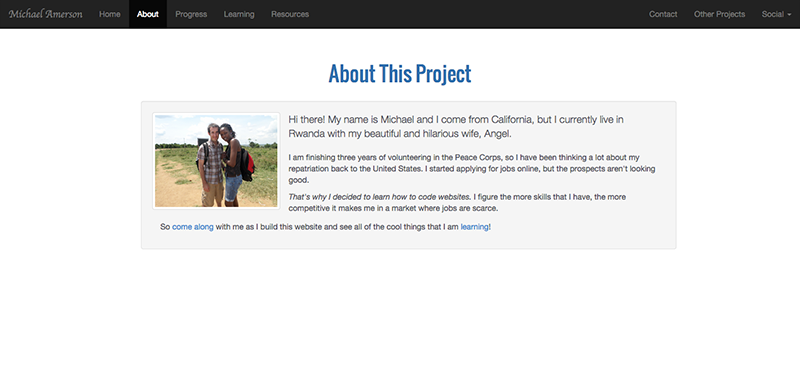 Michael Amerson Home About Progress Learning Resources Contact Other Projects Social
About This Project
Hi there! My name is Michael and I come from California, but I currently live in
Rwanda with my beautiful and hilarious wife, Angel.
I am finishing three years of volunteering in the Peace Corps, so I have been thinking a lot about my
repatriation back to the United States. I started applying for jobs online, but the prospects aren't looking
good.
That's why I decided to learn how to code websites. I figure the more skills that I have, the more
competitive it makes me in a market where jobs are scarce.
So come along with me as I build this website and see all of the cool things that I am learning!